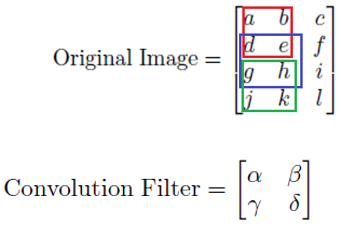 a b c
Original Image = d e f
g h i
j k l
Convolution Filter = α β
γ δ